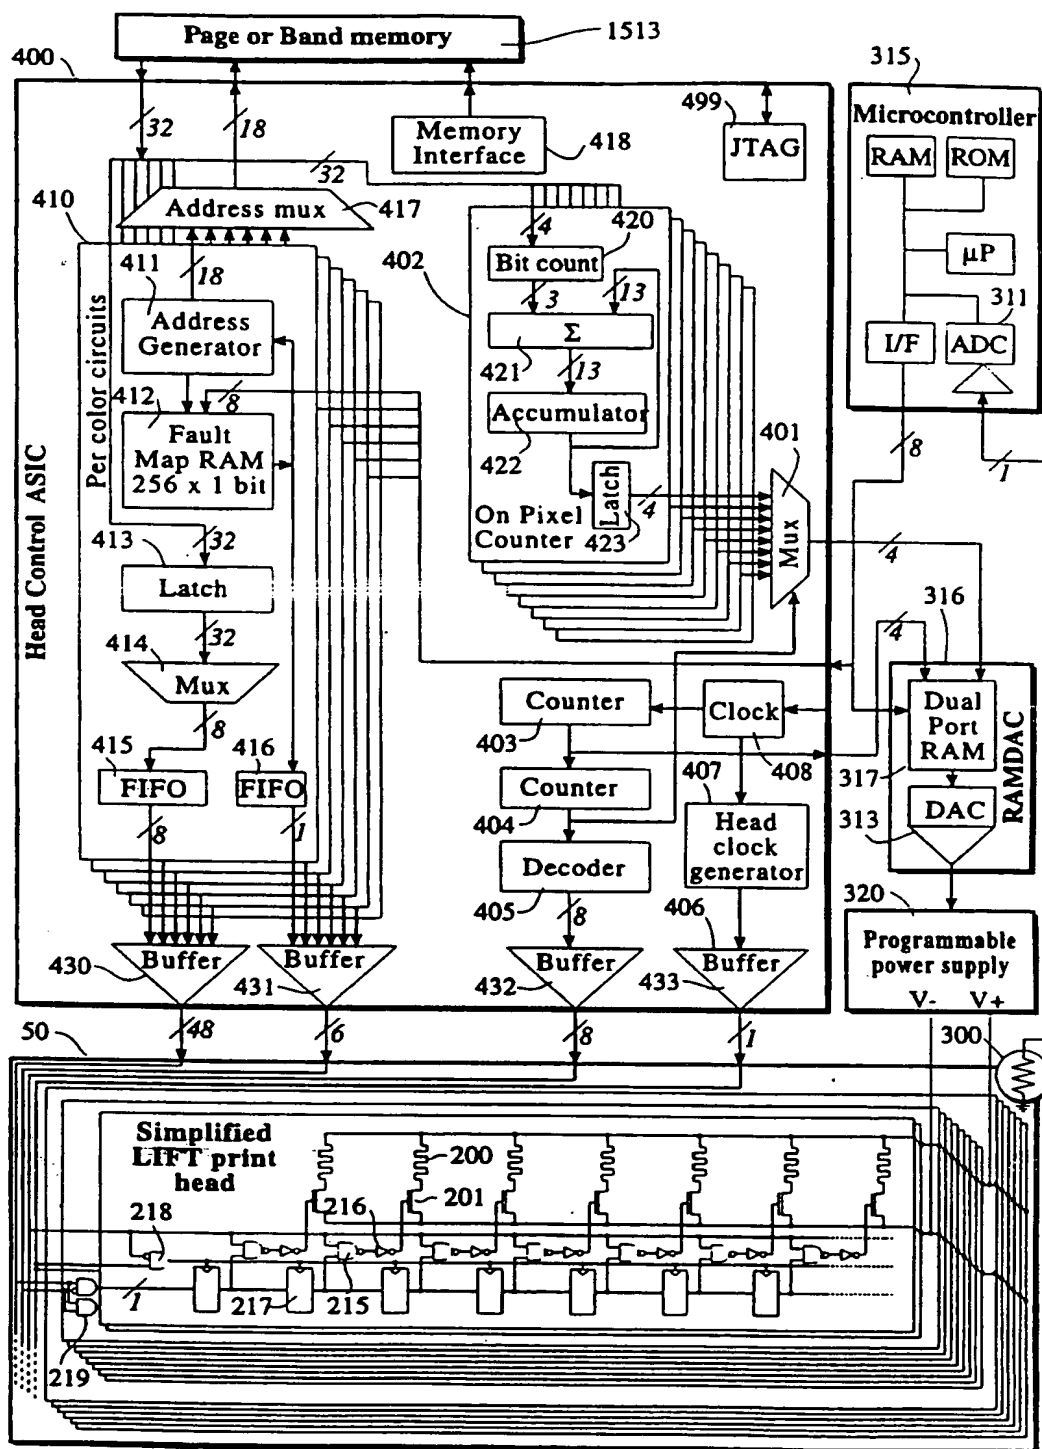 Page or Band memory
1513
400
315
Microcontroller
32
18
499
JTAG
Memory
Interface
418
RAM
ROM
32
410
Address mux
417
4
420
µP
402
Bit count
411
18
3
13
311
Address
Generator
Σ
I/F
ADC
421
13
412
8
Accumulator
Fault
Map RAM
256 x 1 bit
422
401
8
1
Latch
4
413
32
On Pixel
Counter
423
Mux
4
Latch
Per color circuits
Head Control ASIC
316
414
32
4
Mux
Counter
Clock
Dual
Port
RAM
8
403
408
317
415
416
407
FIFO
FIFO
Counter
DAC
404
313
RAMDAC
8
1
Head
clock
generator
Decoder
405
8
406
320
Programmable
power supply
430
Buffer
Buffer
431
Buffer
432
Buffer
433
V-
V+
50
48
6
8
1
300
Simplified
LIFT print
head
200
201
216
218
1
217
215
219